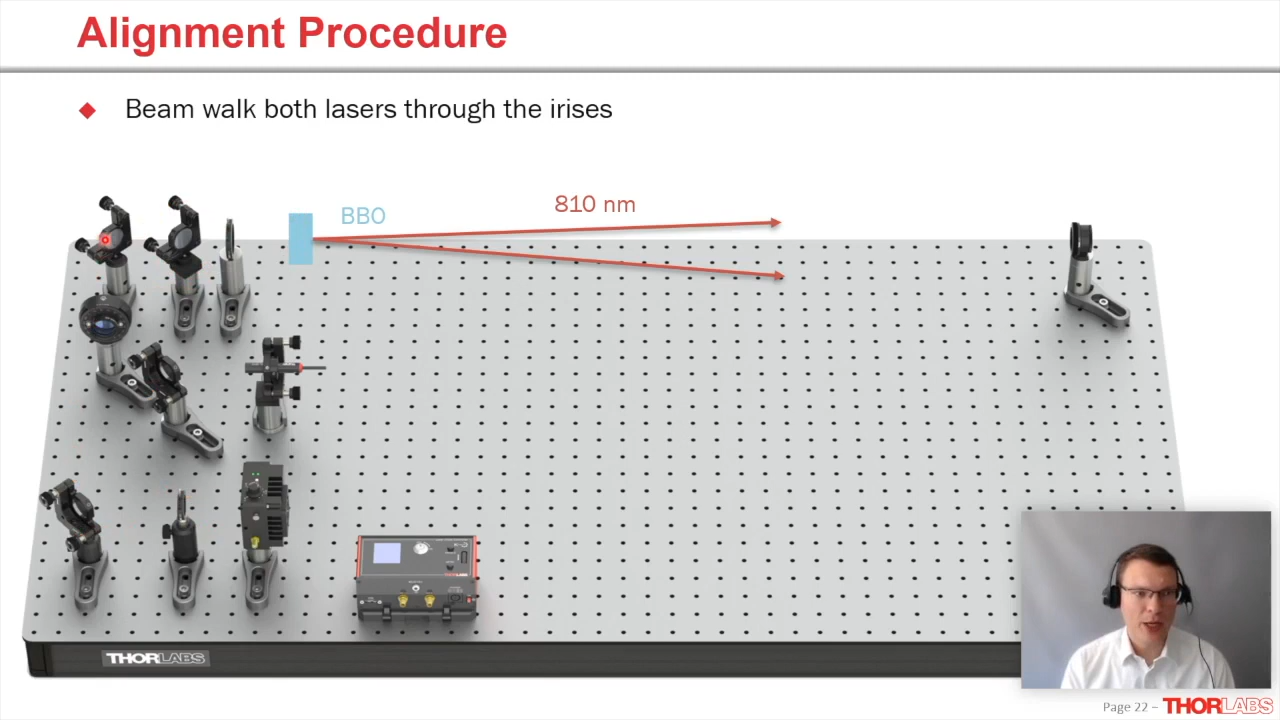 Alignment Procedure
Beam walk both lasers through the irises
810 nm
BBO
THORLABS
Page 22 – THORLABS